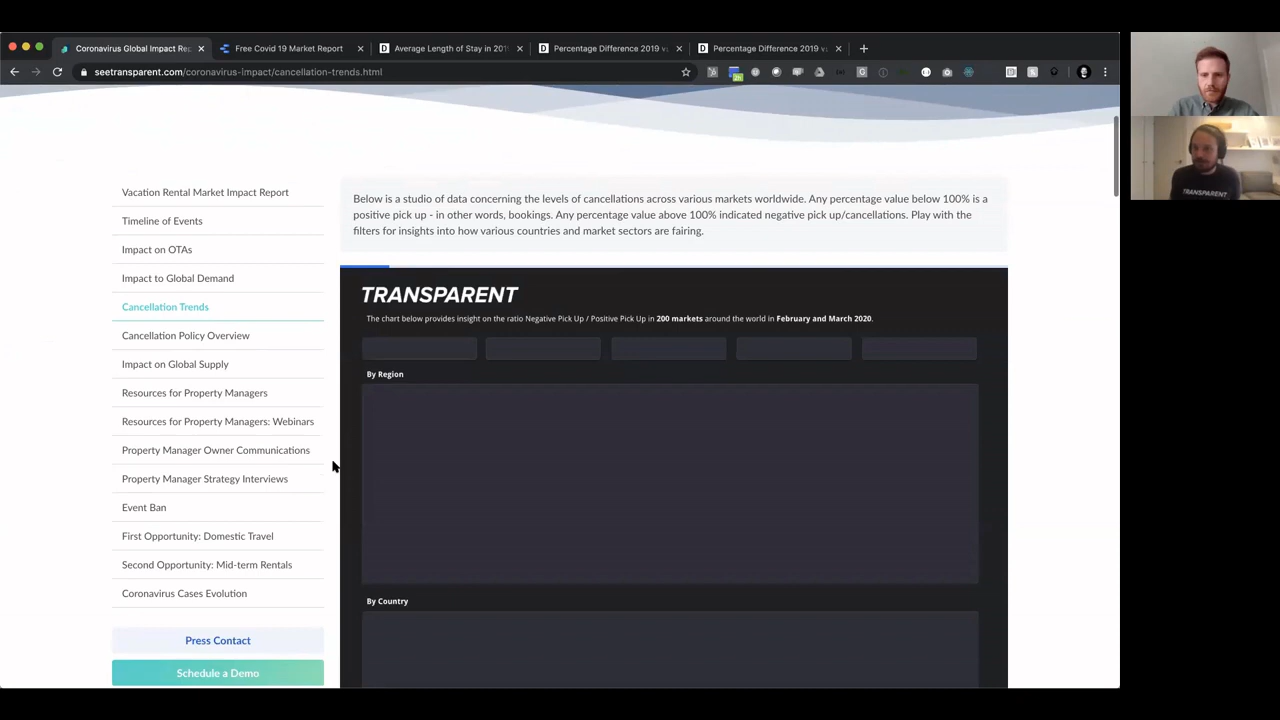 Coronavirus Global Impact Rep
Free Covid 19 Market Report
Average Length of Stay in 201
Percentage Difference 2019 v
Percentage Difference 2019 v
seetransparent.com/coronavirus-impact/cancellation-trends.html
Vacation Rental Market Impact Report
Timeline of Events
Impact on OTAs
Impact to Global Demand
Cancellation Trends
Cancellation Policy Overview
Impact on Global Supply
Resources for Property Managers
Resources for Property Managers: Webinars
Property Manager Owner Communications
Property Manager Strategy Interviews
Event Ban
First Opportunity: Domestic Travel
Second Opportunity: Mid-term Rentals
Coronavirus Cases Evolution
Press Contact
Schedule a Demo
Below is a studio of data concerning the levels of cancellations across various markets worldwide. Any percentage value below 100% is a
positive pick up - in other words, bookings. Any percentage value above 100% indicated negative pick up/cancellations. Play with the
filters for insights into how various countries and market sectors are fairing.
TRANSPARENT
The chart below provides insight on the ratio Negative Pick Up / Positive Pick Up in 200 markets around the world in February and March 2020.
By Region
By Country
TRANSPARENT